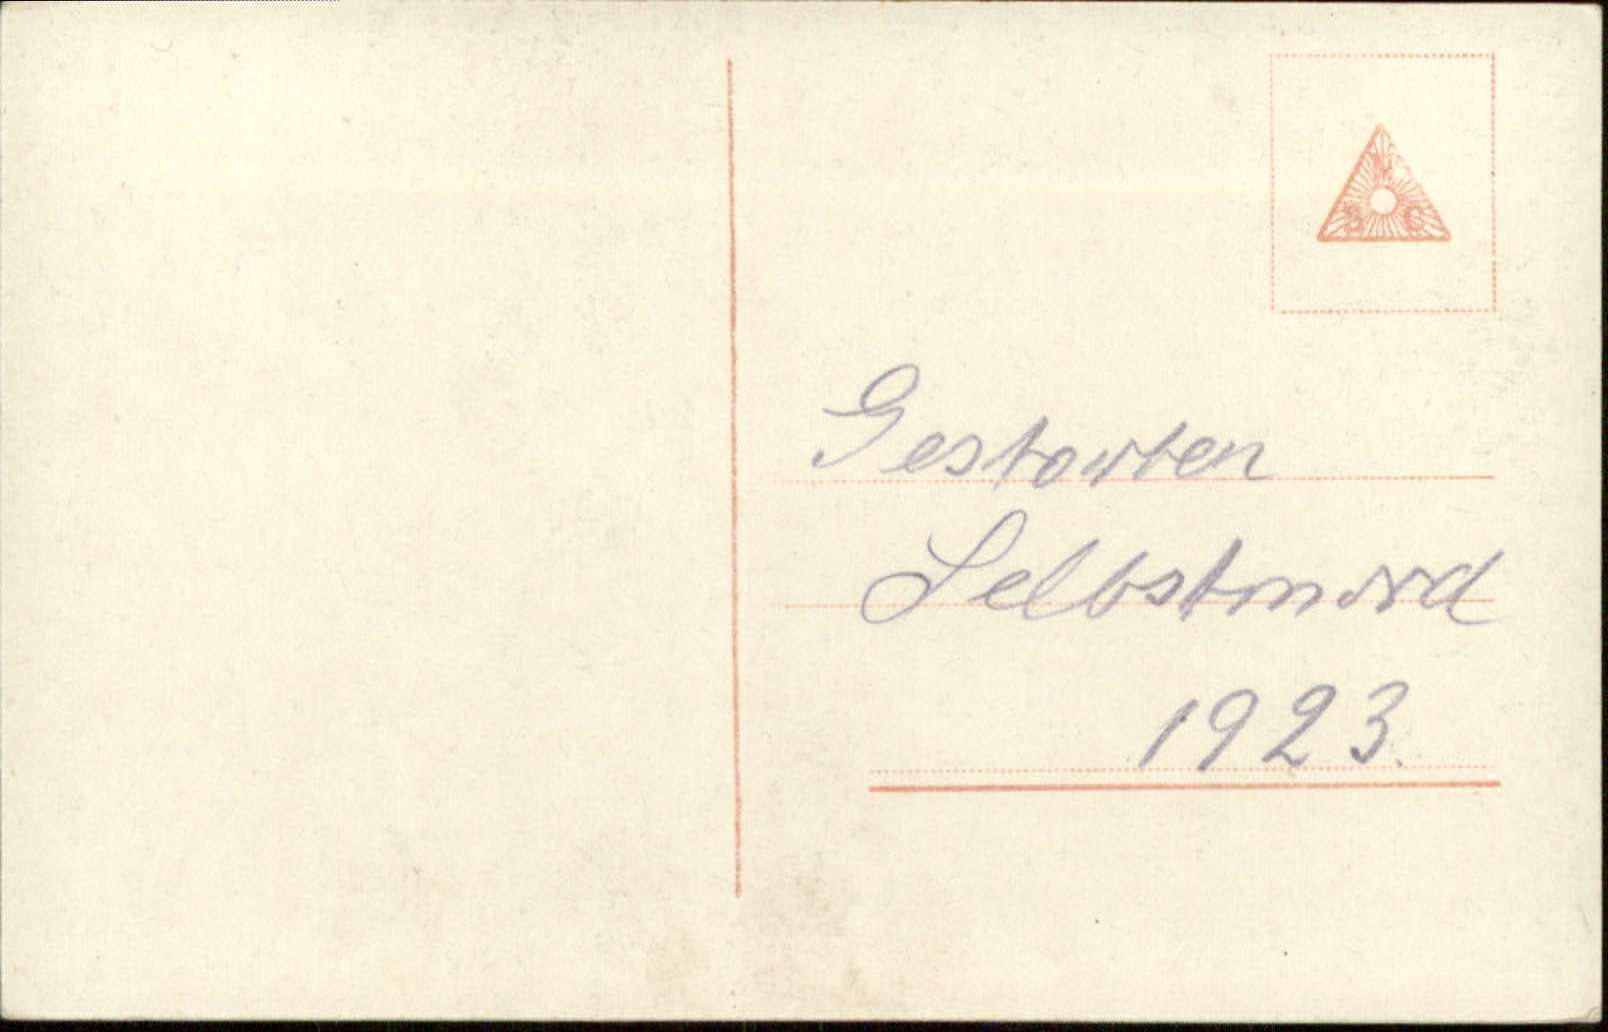 N
B G
Gestorben
Selbstmord
1923.